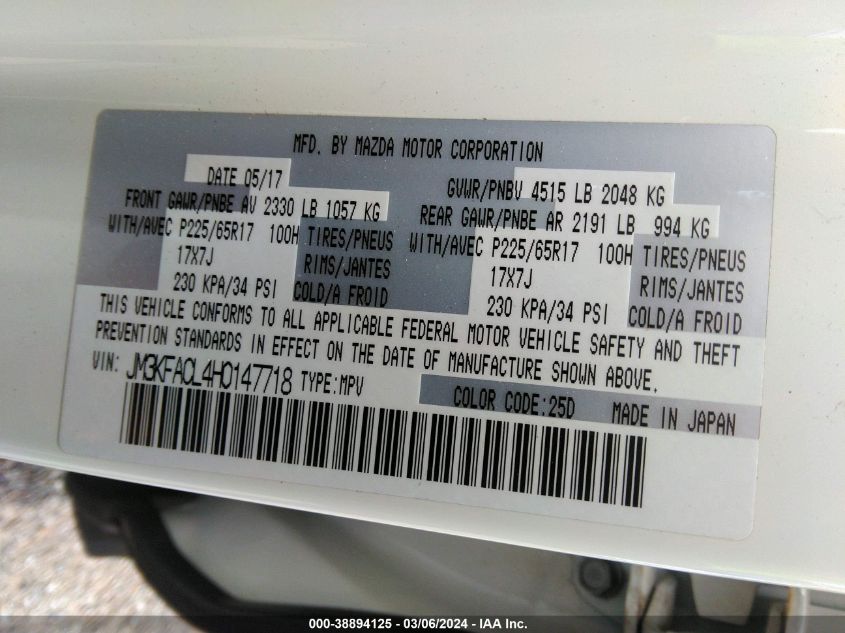 MFD. BY MAZDA MOTOR CORPORATION
DATE 05/17 GVWR/PNBV 4515 LB 2048 KG
FRONT GAWR/PNBE AV 2330 LB 1057 KG REAR GAWR/PNBE AR 2191 LB 994 KG
WITH/AVEC P225/65R17 100H TIRES/PNEUS WITH/AVEC P225/65R17 100H TIRES/PNEUS
17X7J RIMS/JANTES 17X7J RIMS/JANTES
230 KPA/34 PSI COLD/A FROID 230 KPA/34 PSI COLD/A FROID
THIS VEHICLE CONFORMS TO ALL APPLICABLE FEDERAL MOTOR VEHICLE SAFETY AND THEFT
PREVENTION STANDARDS IN EFFECT ON THE DATE OF MANUFACTURE SHOWN ABOVE.
VIN: JM3KFACL4H0147718 TYPE:MPV COLOR CODE:25D MADE IN JAPAN
000-38894125 - 03/06/2024 - IAA Inc.